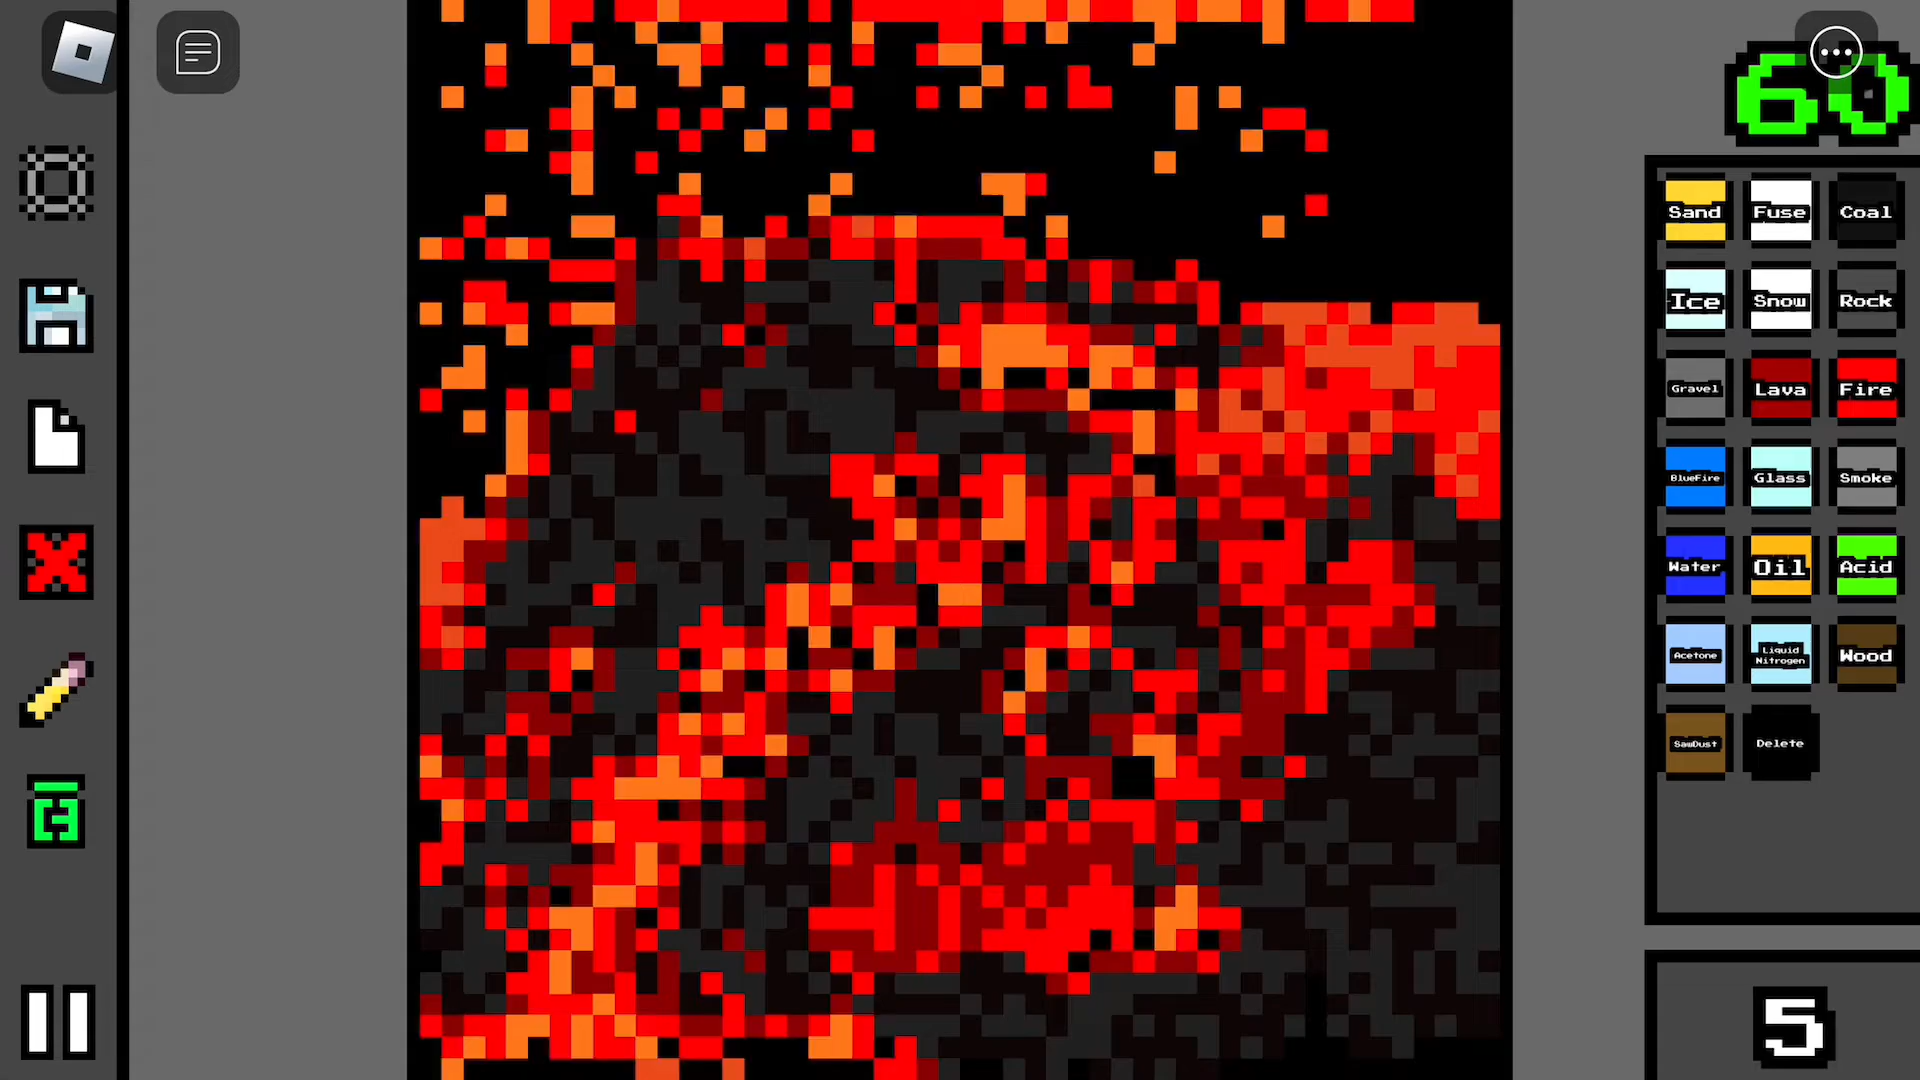 60
Sand Fuse Coal
Ice Snow Rock
Gravel Lava Fire
BlueFire Glass Smoke
Water Oil Acid
Acetone Liquid Nitrogen Wood
SawDust Delete
5